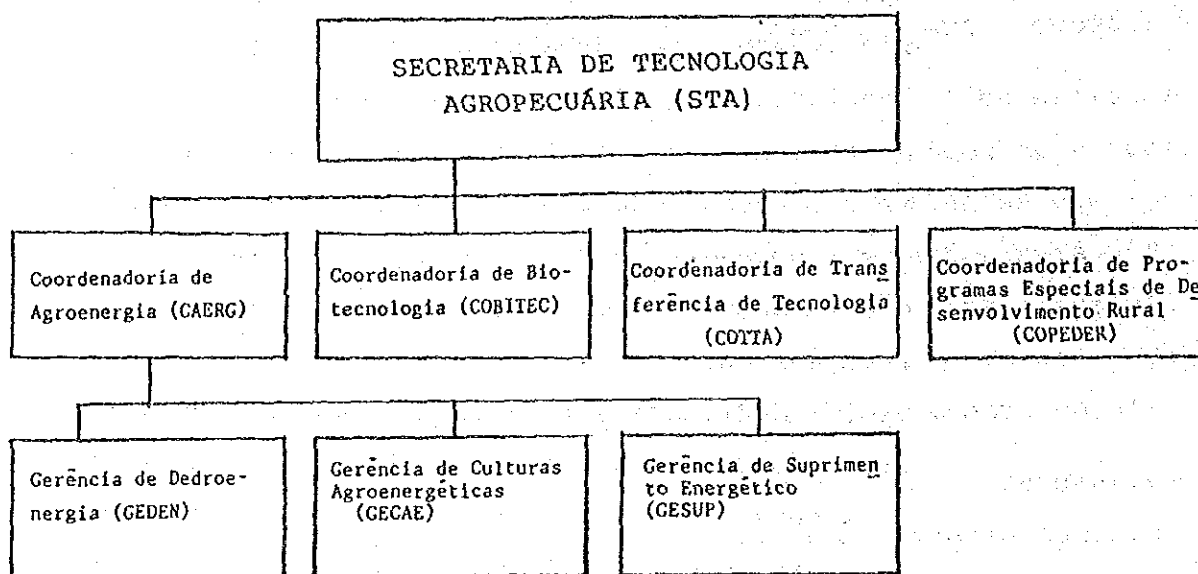 SECRETARIA DE TECNOLOGIA
AGROPECUÁRIA (STA)
Coordenadoria de
Agroenergia (CAERG)
Coordenadoria de Bio-
tecnologia (COBITEC)
Coordenadoria de Trans
ferência de Tecnologia
(COTTA)
Coordenadoria de Pro-
gramas Especiais de De
senvolvimento Rural
(COPEDER)
Gerência de Dedroe-
nergia (GEDEN)
Gerência de Culturas
Agroenergéticas
(GECAE)
Gerência de Suprimen
to Energético
(GESUP)